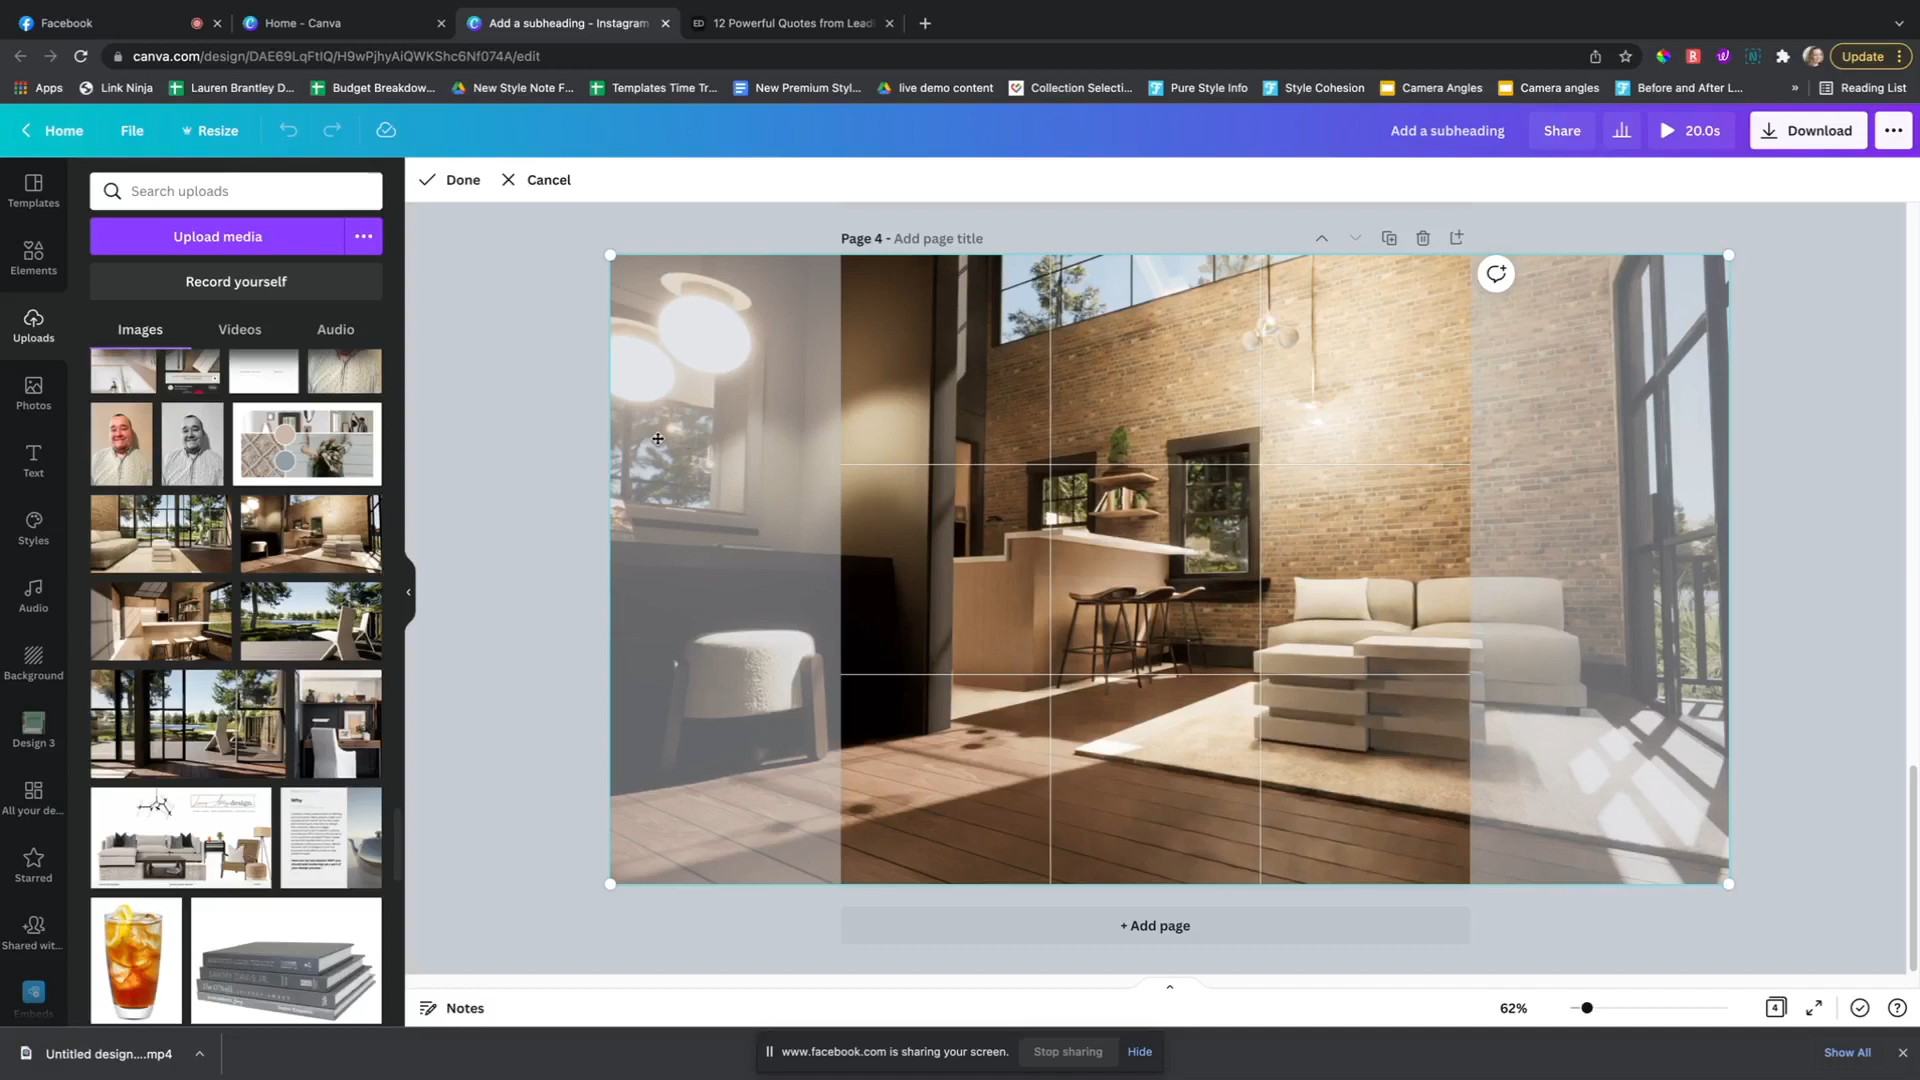 Facebook
Home - Canva
Add a subheading - Instagram
12 Powerful Quotes from Lead
canva.com/design/DAE69LqFtIQ/H9wPjhyAiQWKShc6Nf074A/edit
Update
Apps
Link Ninja
Lauren Brantley D...
Budget Breakdow...
New Style Note F...
Templates Time Tr...
New Premium Styl...
live demo content
Collection Selecti...
Pure Style Info
Style Cohesion
Camera Angles
Camera angles
Before and After L...
»
Reading List
Home
File
Resize
Add a subheading
Share
20.0s
Download
Templates
Elements
Uploads
Photos
Text
Styles
Audio
Background
Design 3
All your de...
Starred
Shared wit...
Embeds
Search uploads
Upload media
Record yourself
Images
Videos
Audio
Why
Done
Cancel
Page 4 - Add page title
+ Add page
Notes
62%
4
Untitled design....mp4
www.facebook.com is sharing your screen.
Stop sharing
Hide
Show All